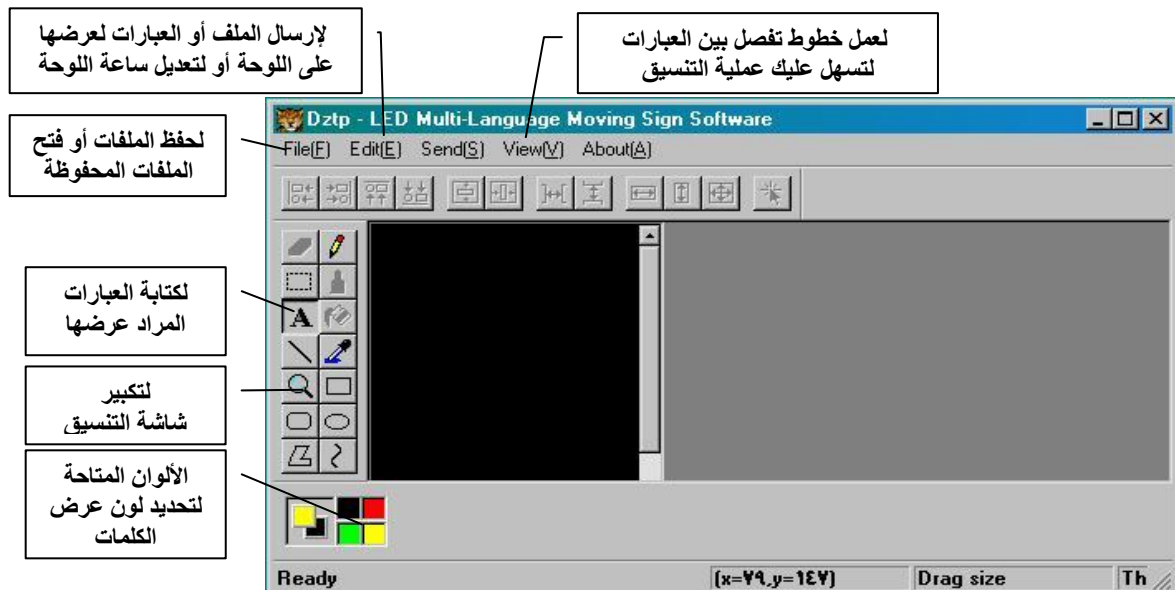 لإرسال الملف أو العبارات لعرضها
على اللوحة أو لتعديل ساعة اللوحة
لعمل خطوط تفصل بين العبارات
لتسهل عليك عملية التنسيق
لحفظ الملفات أو فتح
الملفات المحفوظة
Dztp - LED Multi-Language Moving Sign Software
File(F) Edit(E) Send(S) View(V) About(A)
لكتابة العبارات
المراد عرضها
A
لتكبير
شاشة التنسيق
الألوان المتاحة
لتحديد لون عرض
الكلمات
Ready
(x=٧٩,y=١٤٧)
Drag size
Th